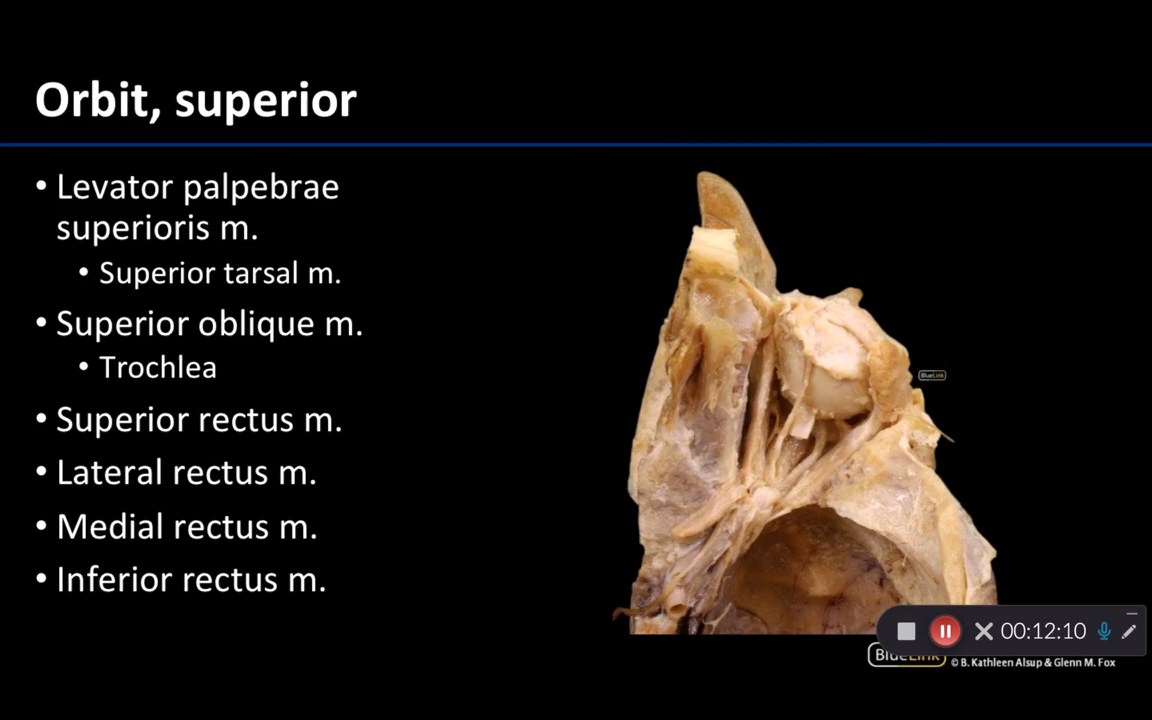 Orbit, superior
• Levator palpebrae
superioris m.
• Superior tarsal m.
• Superior oblique m.
• Trochlea
• Superior rectus m.
• Lateral rectus m.
• Medial rectus m.
• Inferior rectus m.
BlueLink
00:12:10
BlueLink © B. Kathleen Alsup & Glenn M. Fox